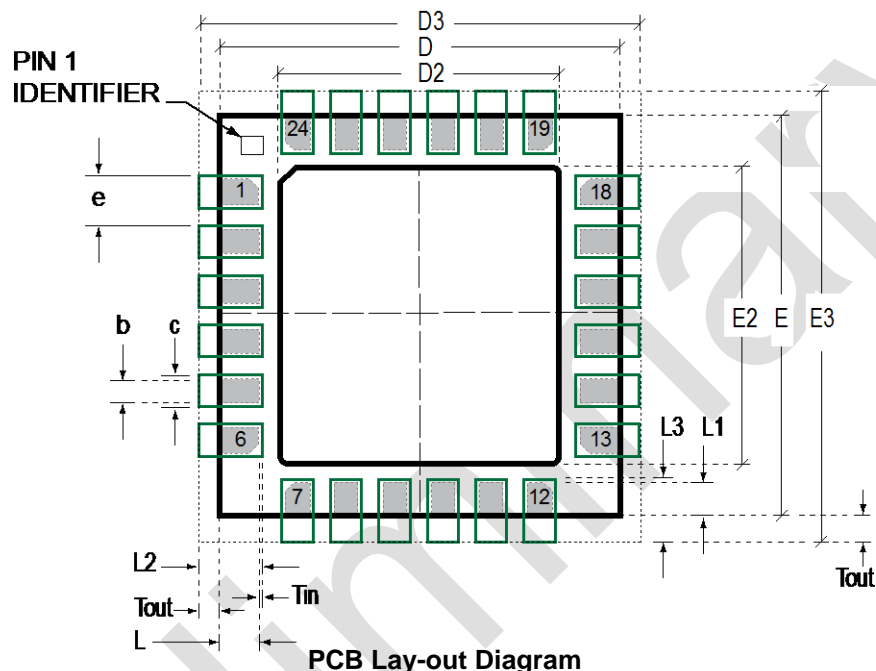 D3
D
D2
PIN 1
IDENTIFIER
24
19
1
18
e
E2
E
E3
b
c
6
13
L3
L1
7
12
L2
Tin
Tout
Tout
L
PCB Lay-out Diagram